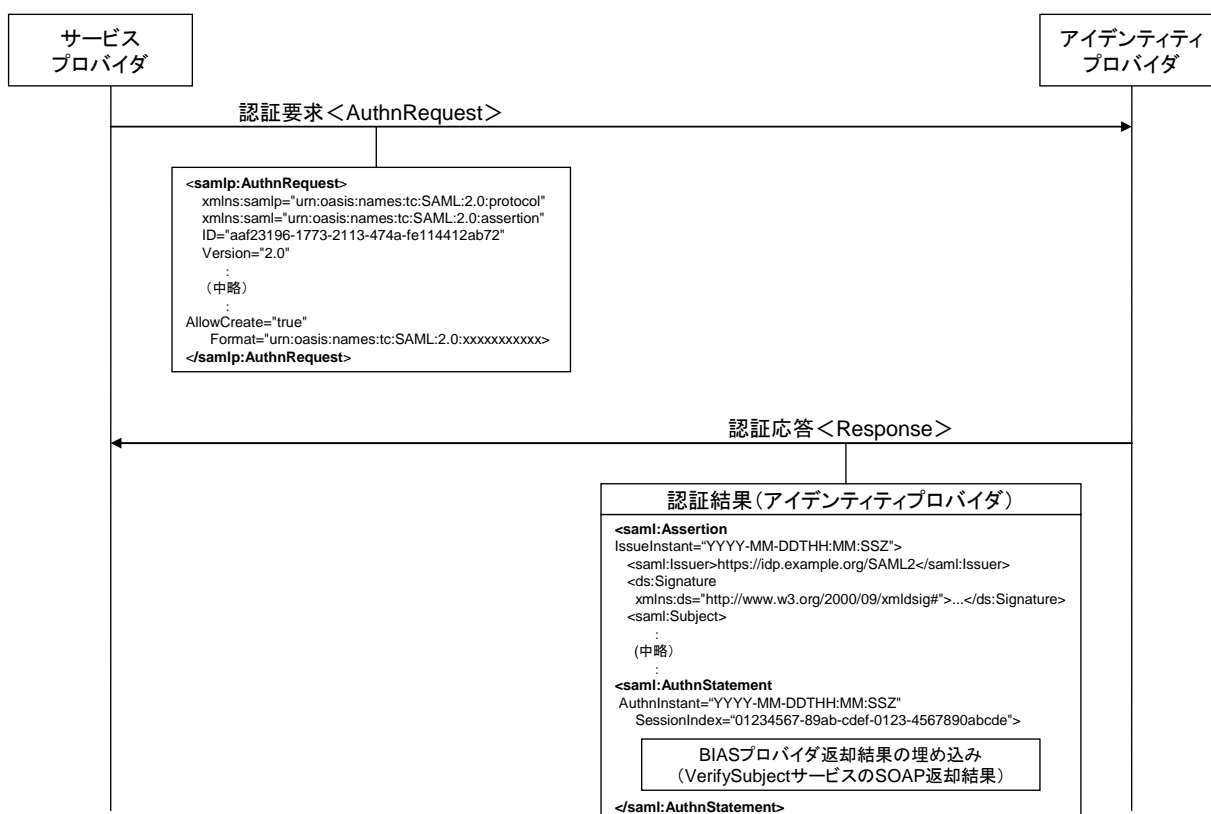 サービス
プロバイダ
アイデンティティ
プロバイダ
認証要求＜AuthnRequest＞
<samlp:AuthnRequest>
xmlns:samlp="urn:oasis:names:tc:SAML:2.0:protocol"
xmlns:saml="urn:oasis:names:tc:SAML:2.0:assertion"
ID="aaf23196-1773-2113-474a-fe114412ab72"
Version="2.0"
:
（中略）
:
AllowCreate="true"
Format="urn:oasis:names:tc:SAML:2.0:xxxxxxxxxxx>
</samlp:AuthnRequest>
認証応答＜Response＞
認証結果（アイデンティティプロバイダ）
<saml:Assertion
IssueInstant=“YYYY-MM-DDTHH:MM:SSZ">
<saml:Issuer>https://idp.example.org/SAML2</saml:Issuer>
<ds:Signature
xmlns:ds="http://www.w3.org/2000/09/xmldsig#">...</ds:Signature>
<saml:Subject>
:
(中略）
:
<saml:AuthnStatement
AuthnInstant=“YYYY-MM-DDTHH:MM:SSZ"
SessionIndex=“01234567-89ab-cdef-0123-4567890abcde">
BIASプロバイダ返却結果の埋め込み
（VerifySubjectサービスのSOAP返却結果）
</saml:AuthnStatement>